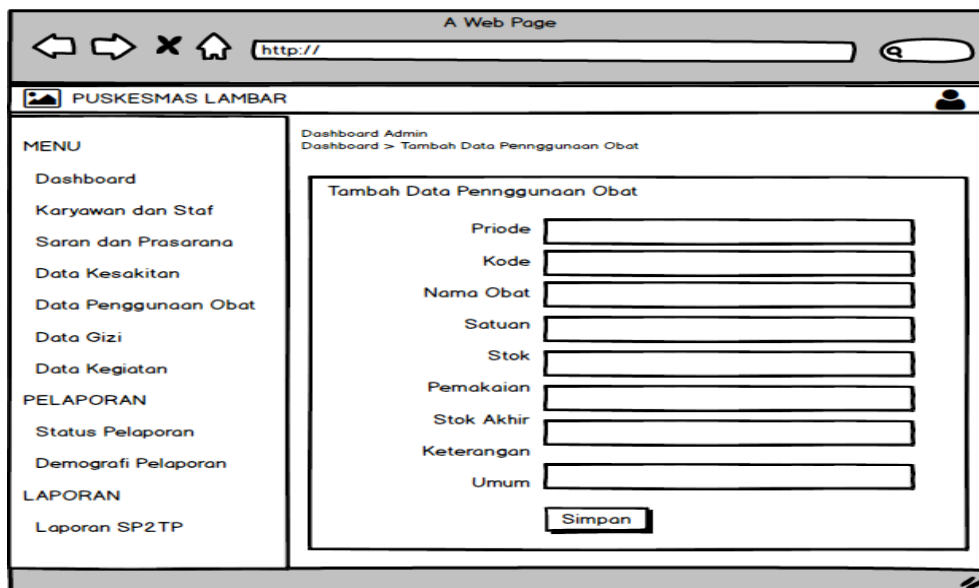 A Web Page
http://
PUSKESMAS LAMBAR
MENU
Dashboard
Karyawan dan Staf
Saran dan Prasarana
Data Kesakitan
Data Penggunaan Obat
Data Gizi
Data Kegiatan
PELAPORAN
Status Pelaporan
Demografi Pelaporan
LAPORAN
Laporan SP2TP
Dashboard Admin
Dashboard > Tambah Data Pennggunaan Obat
Tambah Data Pennggunaan Obat
Priode
Kode
Nama Obat
Satuan
Stok
Pemakaian
Stok Akhir
Keterangan
Umum
Simpan